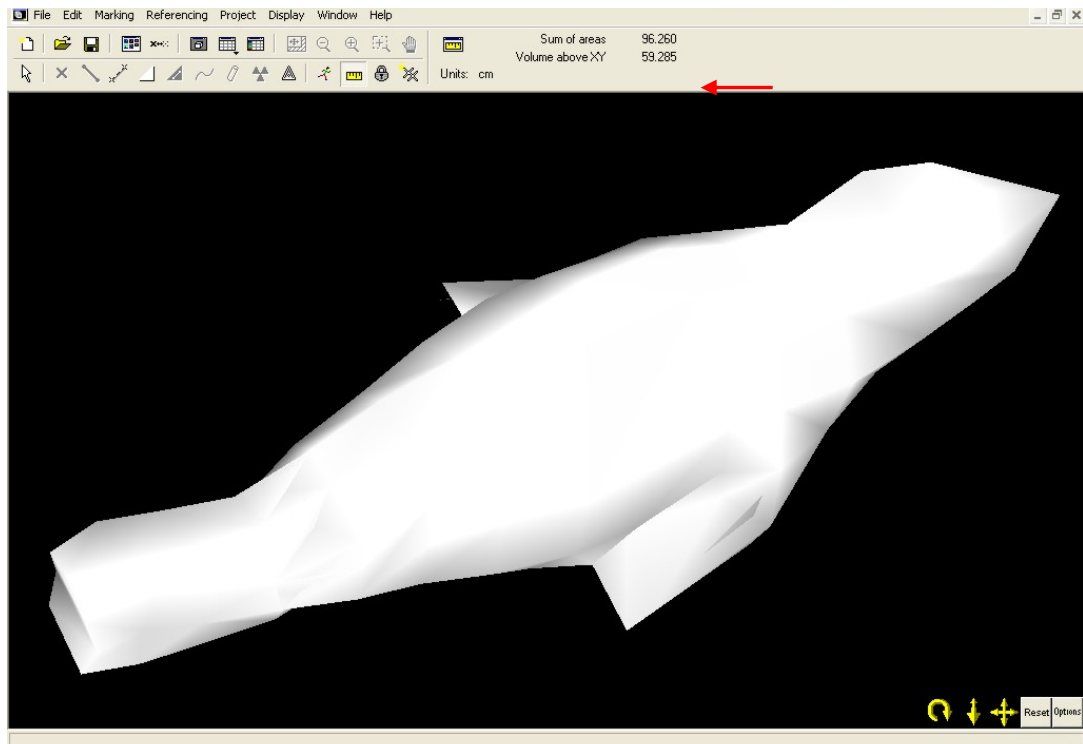 File Edit Marking Referencing Project Display Window Help
Sum of areas 96.260
Volume above XY 59.285
Units: cm
Reset Options